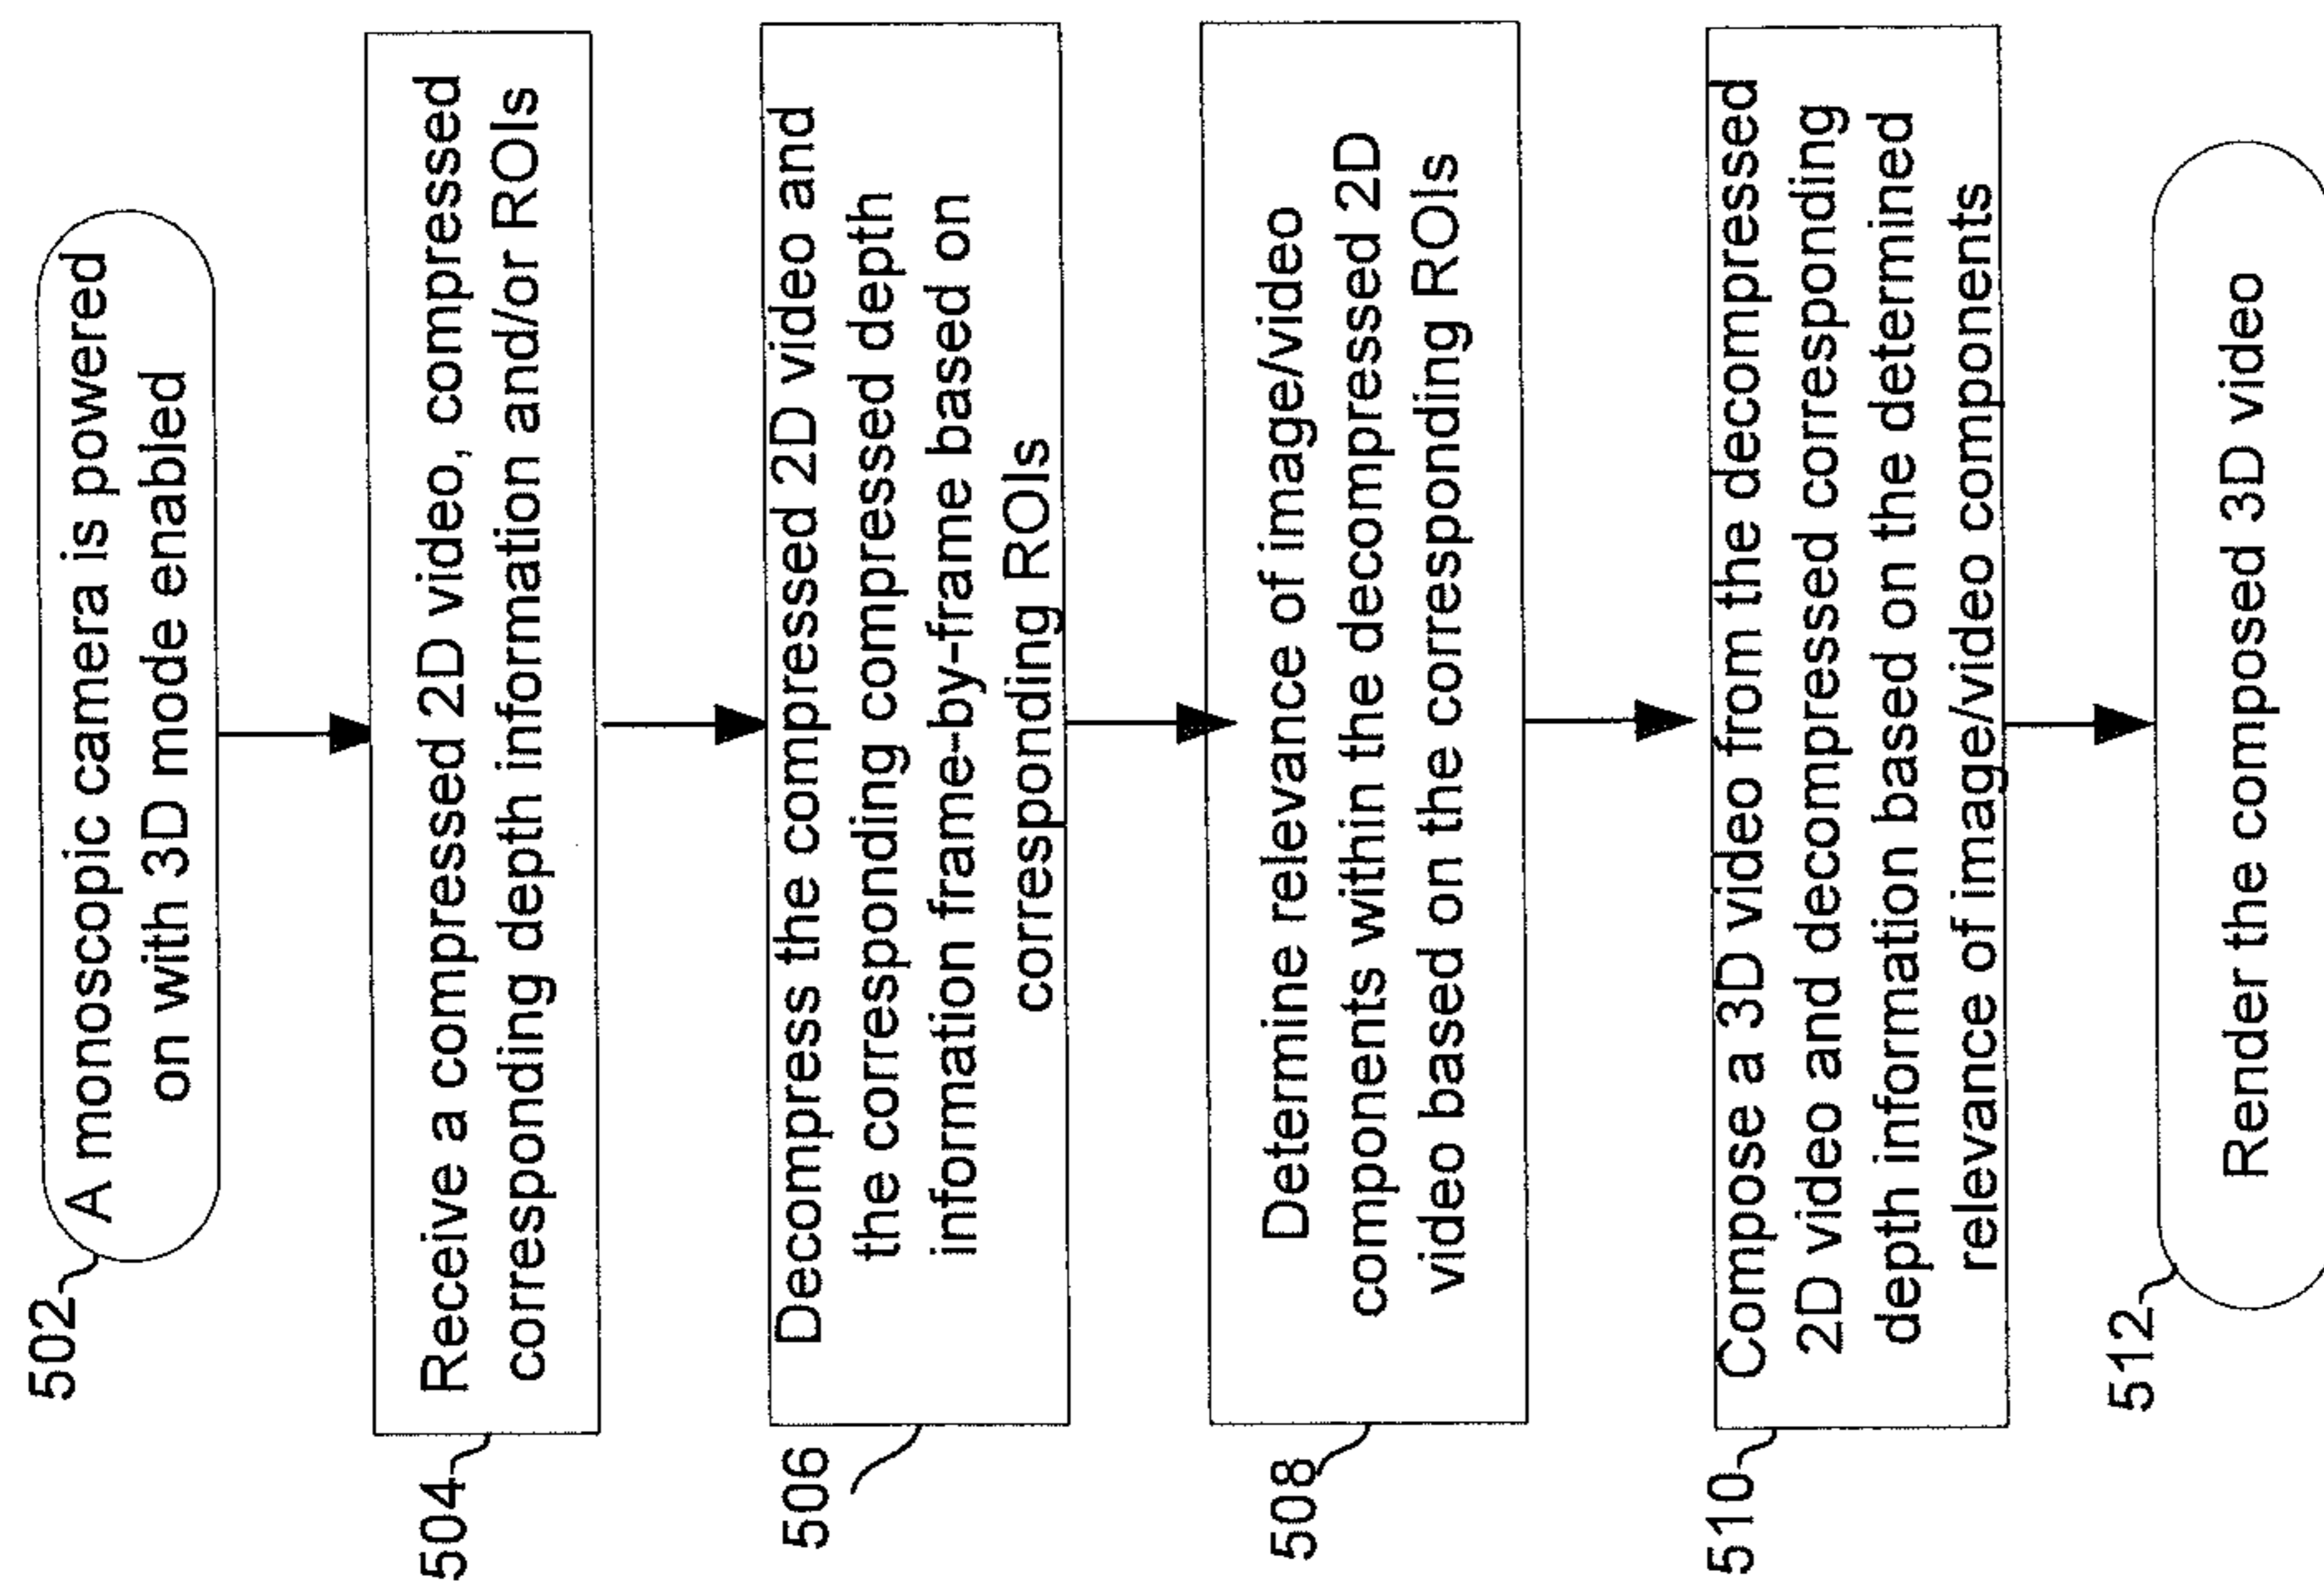 502
A monoscopic camera is powered
on with 3D mode enabled
504
Receive a compressed 2D video, compressed
corresponding depth information and/or ROIs
506
Decompress the compressed 2D video and
the corresponding compressed depth
information frame-by-frame based on
corresponding ROIs
508
Determine relevance of image/video
components within the decompressed 2D
video based on the corresponding ROIs
510
Compose a 3D video from the decompressed
2D video and decompressed corresponding
depth information based on the determined
relevance of image/video components
512
Render the composed 3D video